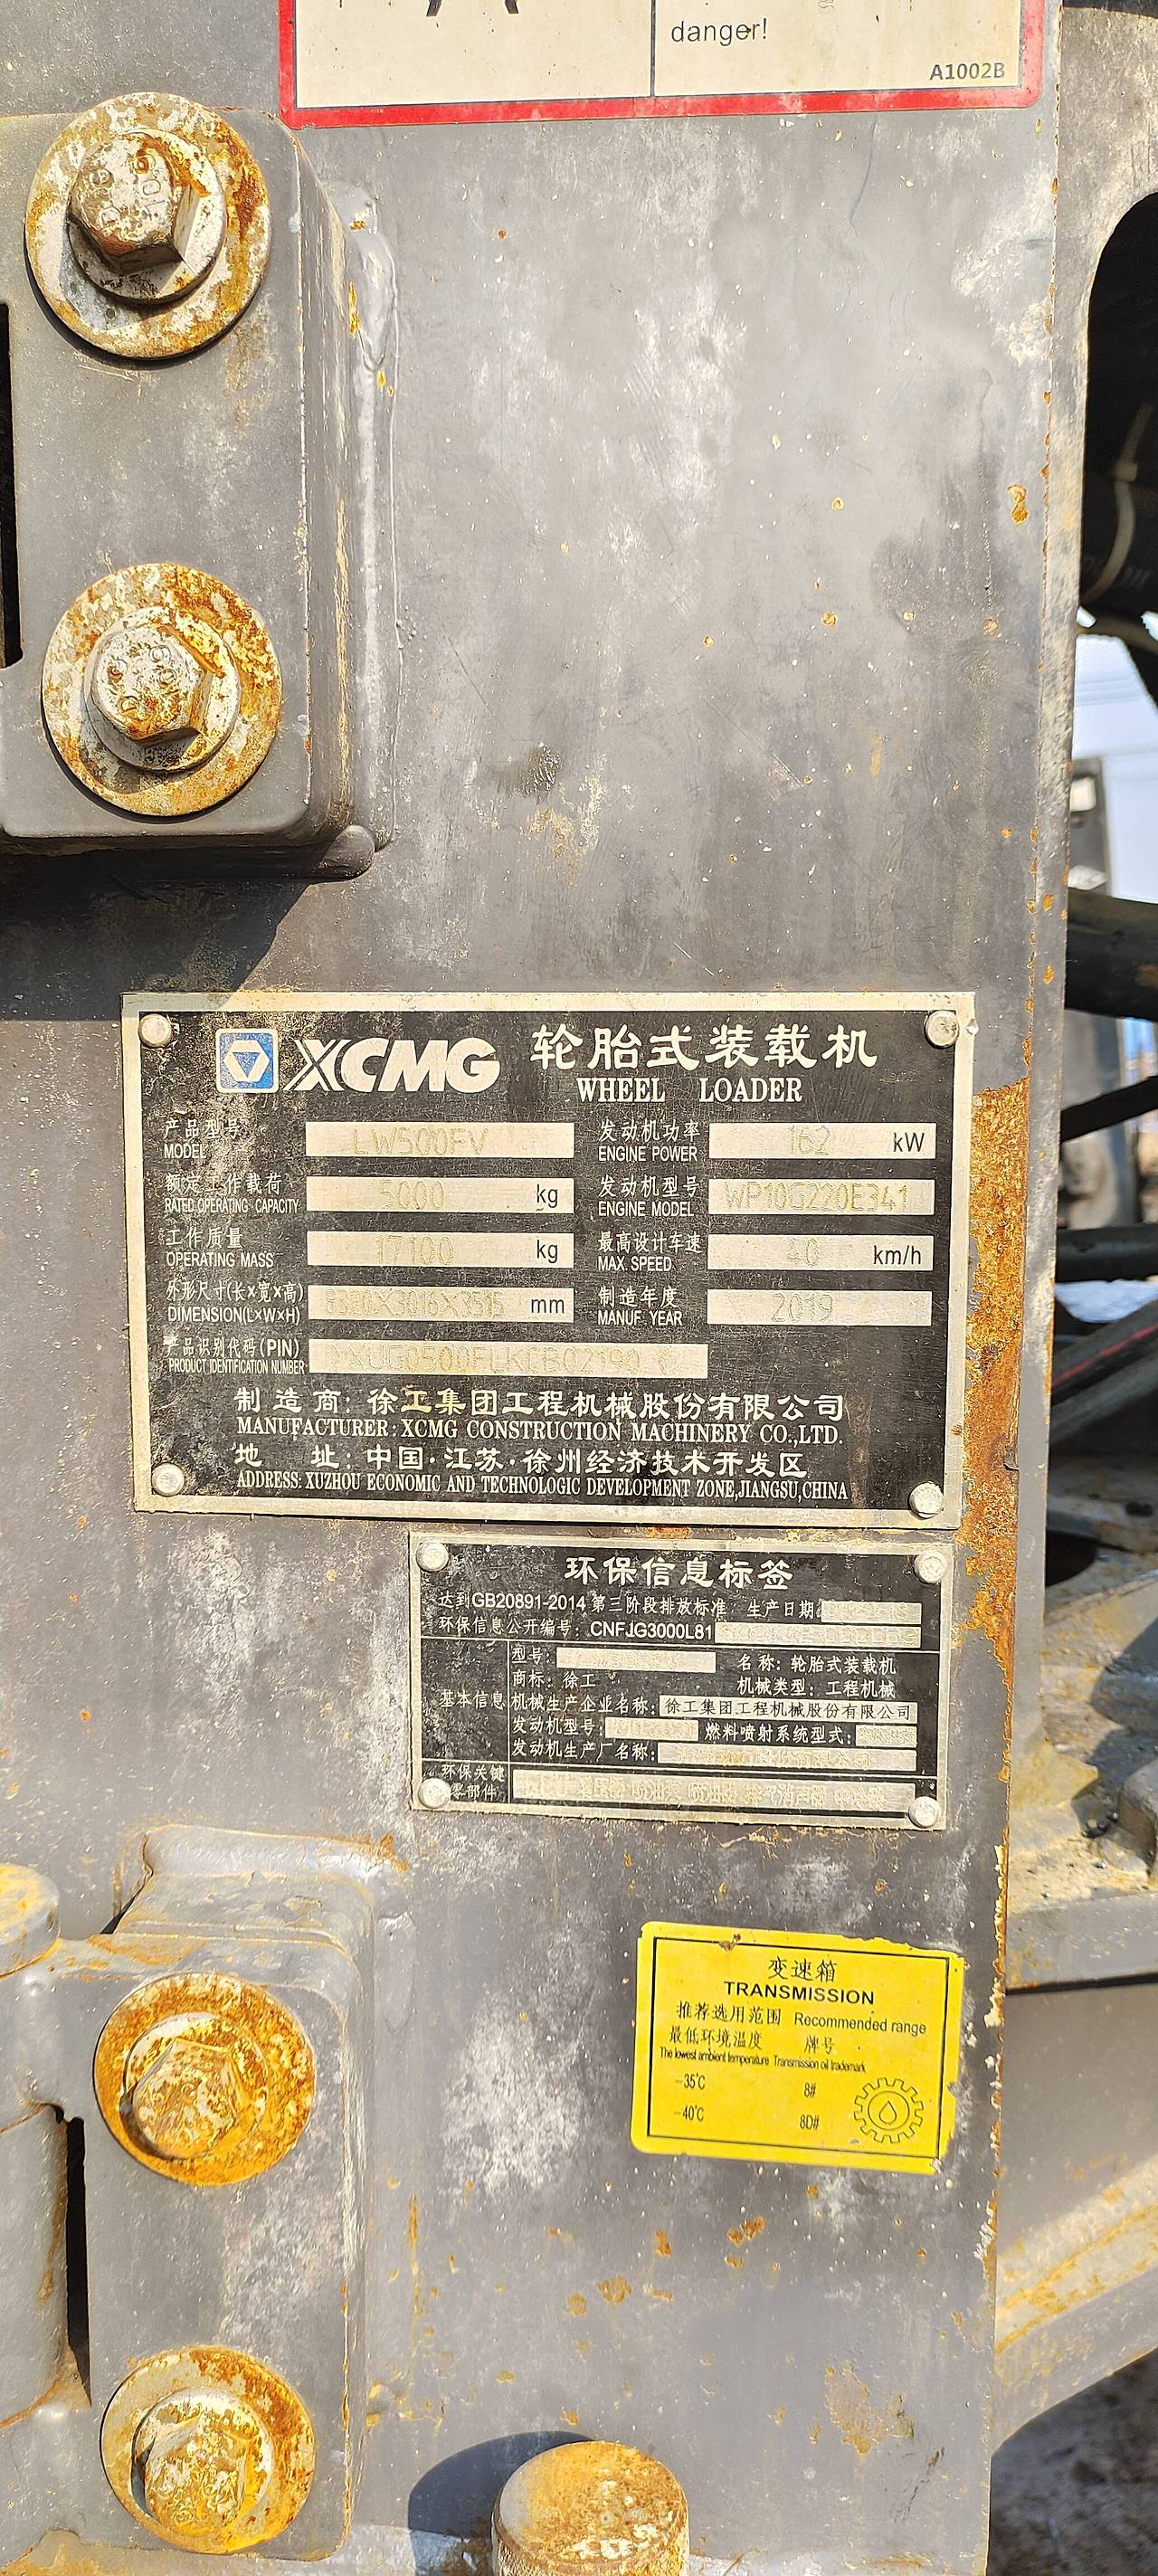 danger!
A1002B
XCMG 轮胎式装载机
WHEEL LOADER
产品型号 LW500FV 发动机功率 162 kW
MODEL ENGINE POWER
额定工作载荷 5000 kg 发动机型号 WP10G220E341
RATED OPERATING CAPACITY ENGINE MODEL
工作质量 17100 kg 最高设计车速 40 km/h
OPERATING MASS MAX. SPEED
外形尺寸(长×宽×高) X3016X3515 mm 制造年度 2019
DIMENSION(L×W×H) MANUF. YEAR
产品识别代码(PIN)
PRODUCT IDENTIFICATION NUMBER
制造商: 徐工集团工程机械股份有限公司
MANUFACTURER: XCMG CONSTRUCTION MACHINERY CO.,LTD.
地 址: 中国·江苏·徐州经济技术开发区
ADDRESS: XUZHOU ECONOMIC AND TECHNOLOGIC DEVELOPMENT ZONE,JIANGSU,CHINA
环保信息标签
达到GB20891-2014 第三阶段排放标准 生产日期
环保信息公开编号: CNFJG3000L81
型号: 名称: 轮胎式装载机
商标: 徐工 机械类型: 工程机械
基本信息 机械生产企业名称: 徐工集团工程机械股份有限公司
发动机型号: 燃料喷射系统型式:
发动机生产厂名称:
环保关键
零部件
变速箱
TRANSMISSION
推荐选用范围 Recommended range
最低环境温度 牌号
The lowest ambient temperature Transmission oil trademark
-35℃ 8#
-40℃ 8D#